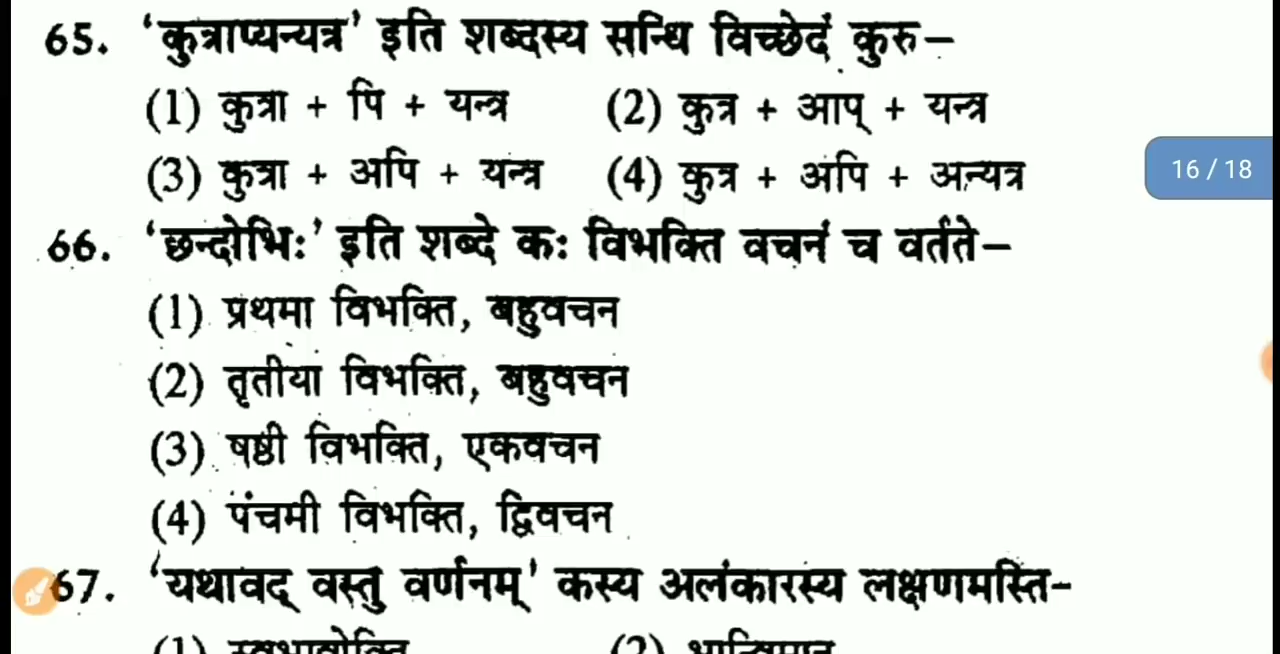 65. ‘कुत्राप्यन्यत्र’ इति शब्दस्य सन्धि विच्छेदं कुरु–
(1) कुत्रा + पि + यन्त्र (2) कुत्र + आप् + यन्त्र
(3) कुत्रा + अपि + यन्त्र (4) कुत्र + अपि + अन्यत्र
16 / 18
66. ‘छन्दोभिः’ इति शब्दे कः विभक्ति वचनं च वर्तते–
(1) प्रथमा विभक्ति, बहुवचन
(2) तृतीया विभक्ति, बहुवचन
(3) षष्ठी विभक्ति, एकवचन
(4) पंचमी विभक्ति, द्विवचन
67. ‘यथावद् वस्तु वर्णनम्’ कस्य अलंकारस्य लक्षणमस्ति-
(1) स्वभावोक्ति (2)